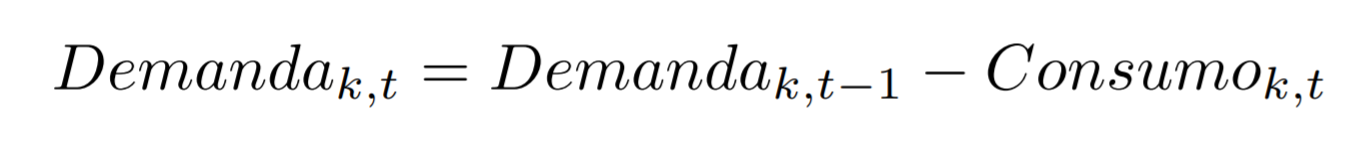 Demanda_{k,t} = Demanda_{k,t−1} − Consumo_{k,t}